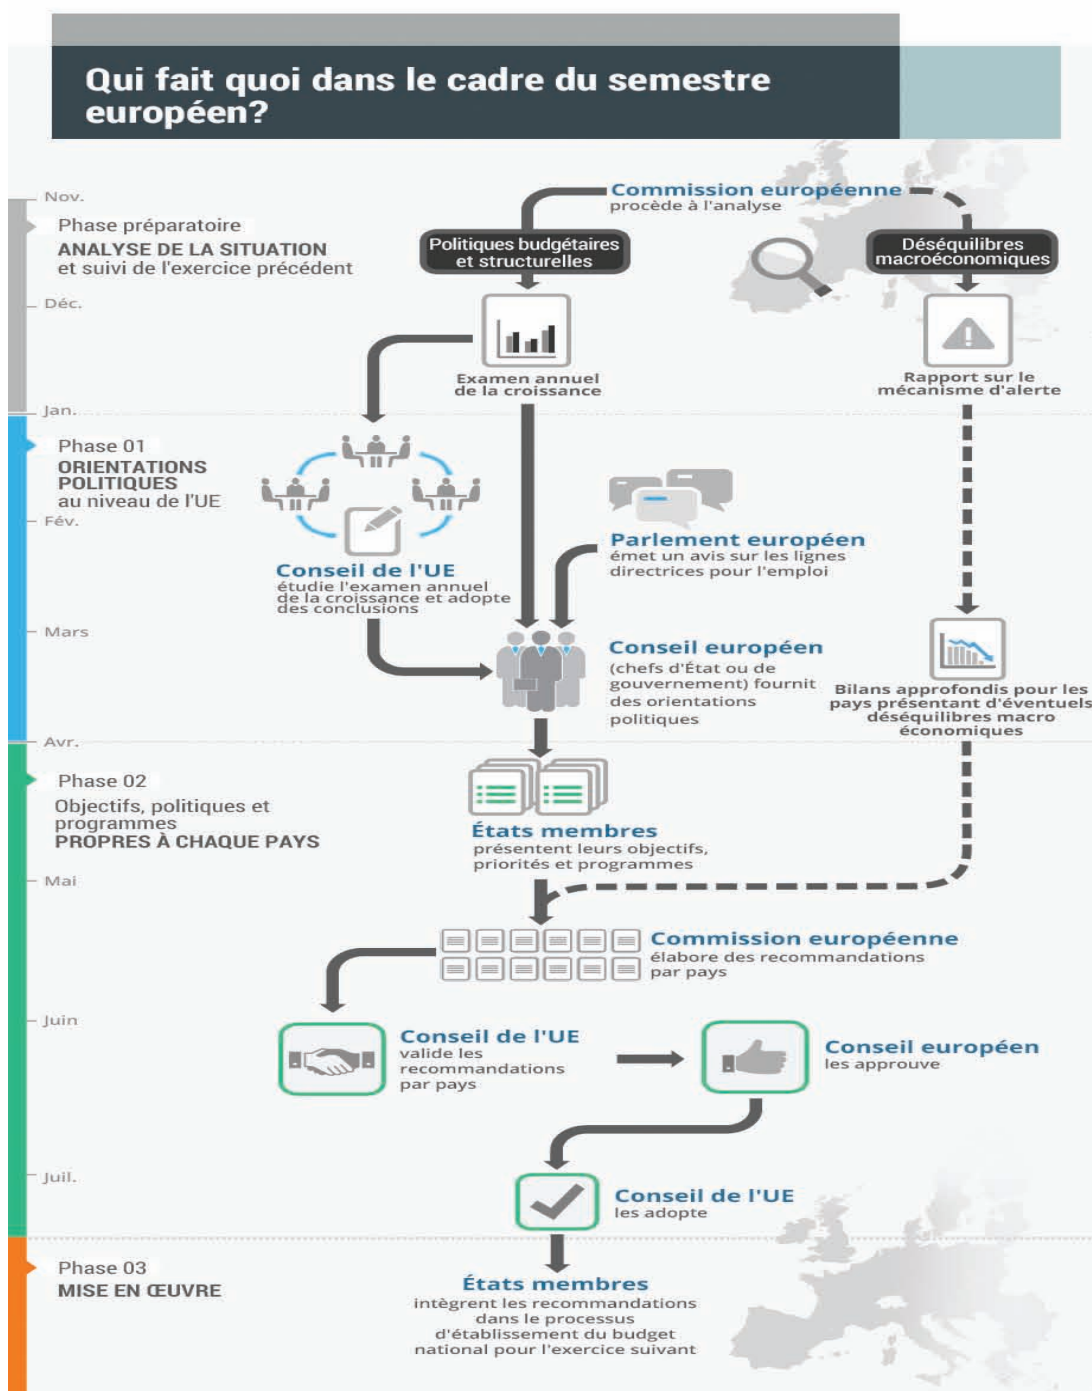 Qui fait quoi dans le cadre du semestre
européen?
Nov.
Phase préparatoire
ANALYSE DE LA SITUATION
et suivi de l'exercice précédent
Commission européenne
procède à l'analyse
Politiques budgétaires
et structurelles
Déséquilibres
macroéconomiques
Déc.
Examen annuel
de la croissance
Rapport sur le
mécanisme d'alerte
Jan.
Phase 01
ORIENTATIONS
POLITIQUES
au niveau de l'UE
Fév.
Conseil de l'UE
étudie l'examen annuel
de la croissance et adopte
des conclusions
Parlement européen
émet un avis sur les lignes
directrices pour l'emploi
Mars
Conseil européen
(chefs d'État ou de
gouvernement) fournit
des orientations
politiques
Bilans approfondis pour les
pays présentant d'éventuels
déséquilibres macro
économiques
Avr.
Phase 02
Objectifs, politiques et
programmes
PROPRES À CHAQUE PAYS
États membres
présentent leurs objectifs,
priorités et programmes
Mai
Commission européenne
élabore des recommandations
par pays
Juin
Conseil de l'UE
valide les
recommandations
par pays
Conseil européen
les approuve
Juil.
Conseil de l'UE
les adopte
Phase 03
MISE EN ŒUVRE
États membres
intègrent les recommandations
dans le processus
d'établissement du budget
national pour l'exercice suivant